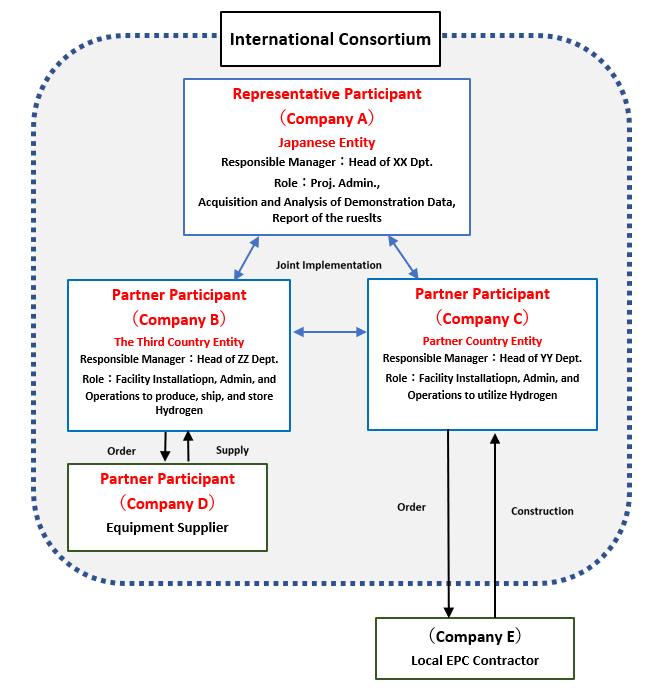 International Consortium
Representative Participant
（Company A）
Japanese Entity
Responsible Manager：Head of XX Dpt.
Role：Proj. Admin.,
Acquisition and Analysis of Demonstration Data,
Report of the rueslts
Joint Implementation
Partner Participant
（Company B）
The Third Country Entity
Responsible Manager：Head of ZZ Dept.
Role：Facility Installatiopn, Admin, and
Operations to produce, ship, and store
Hydrogen
Partner Participant
（Company C）
Partner Country Entity
Responsible Manager：Head of YY Dept.
Role：Facility Installatiopn, Admin, and
Operations to utilize Hydrogen
Order
Supply
Partner Participant
（Company D）
Equipment Supplier
Order
Construction
（Company E）
Local EPC Contractor